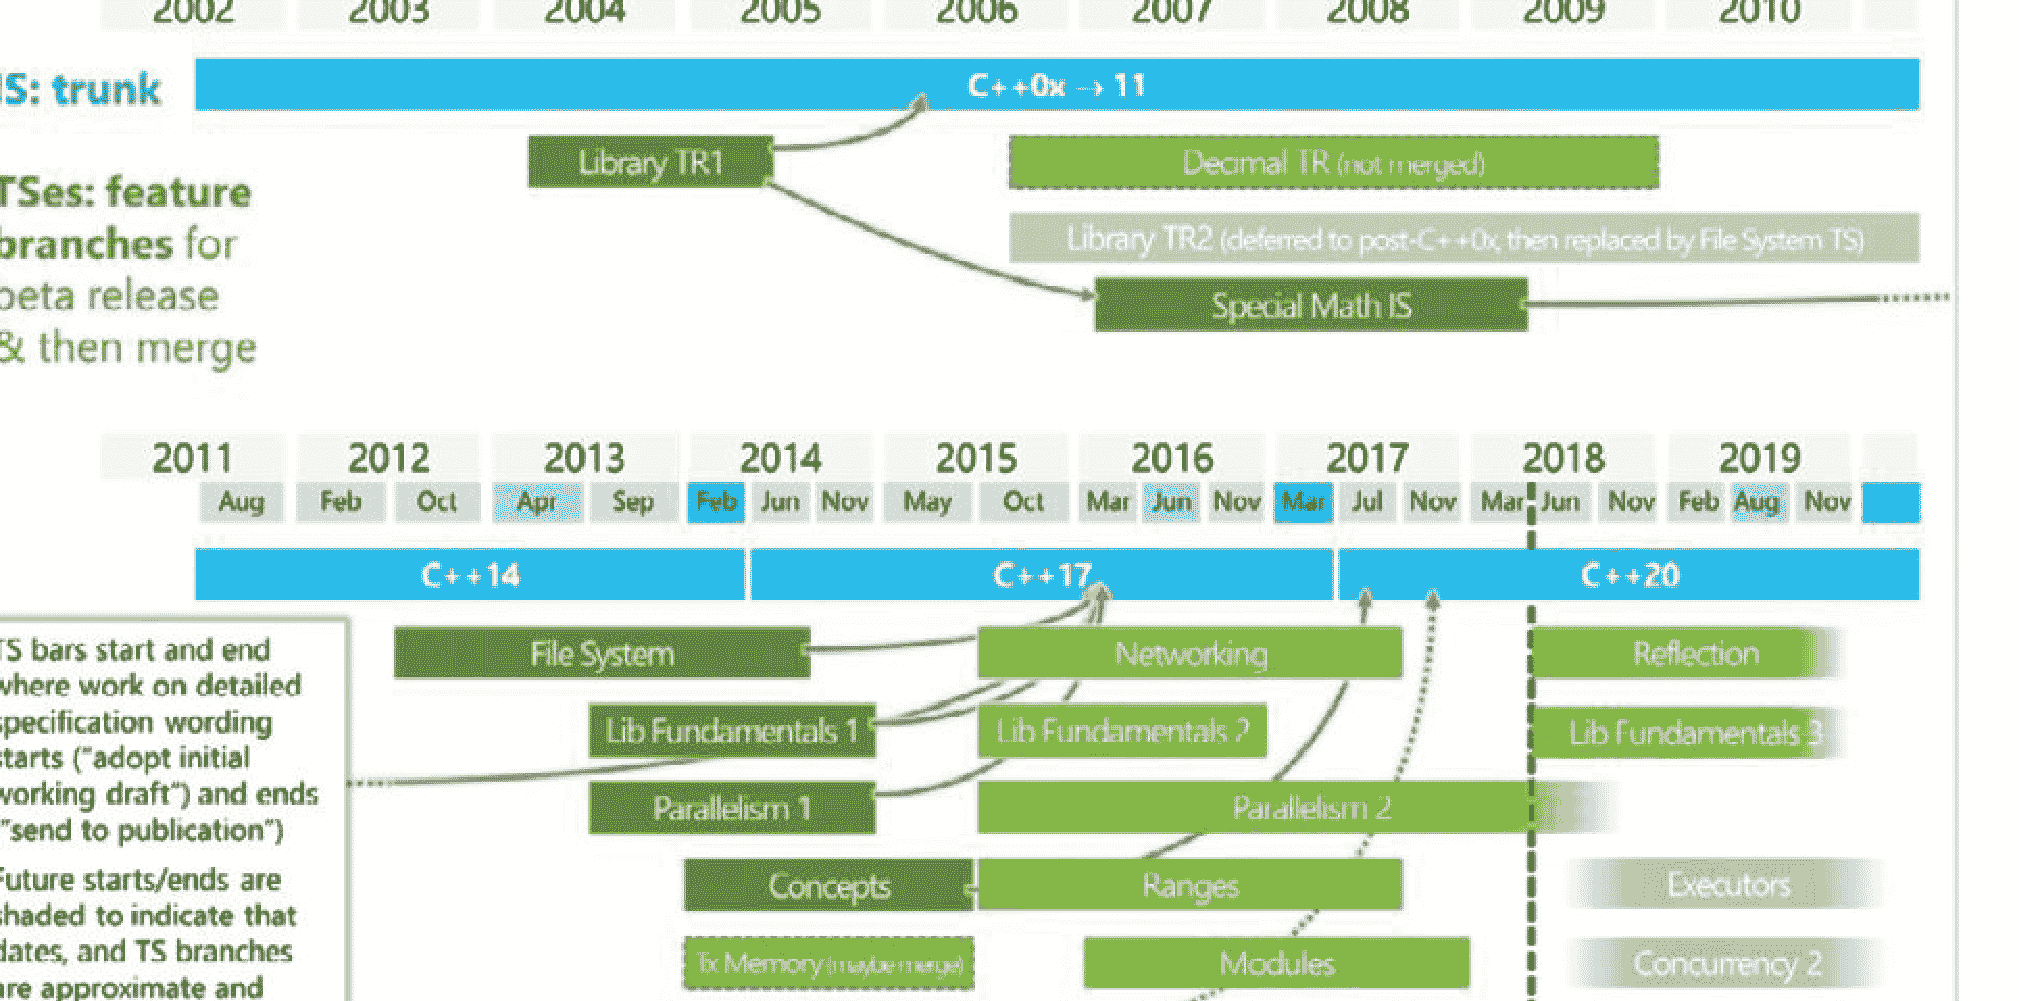 2002 2003 2004 2005 2006 2007 2008 2009 2010
IS: trunk
C++0x → 11
Library TR1
Decimal TR (not merged)
TSes: feature
branches for
beta release
& then merge
Library TR2 (deferred to post-C++0x, then replaced by File System TS)
Special Math IS
2011 2012 2013 2014 2015 2016 2017 2018 2019
Aug Feb Oct Apr Sep Feb Jun Nov May Oct Mar Jun Nov Mar Jul Nov Mar Jun Nov Feb Aug Nov
C++14 C++17 C++20
TS bars start and end
where work on detailed
specification wording
starts ("adopt initial
working draft") and ends
("send to publication")
Future starts/ends are
shaded to indicate that
dates, and TS branches
are approximate and
File System Networking Reflection
Lib Fundamentals 1 Lib Fundamentals 2 Lib Fundamentals 3
Parallelism 1 Parallelism 2
Concepts Ranges Executors
Tx Memory (maybe merge) Modules Concurrency 2